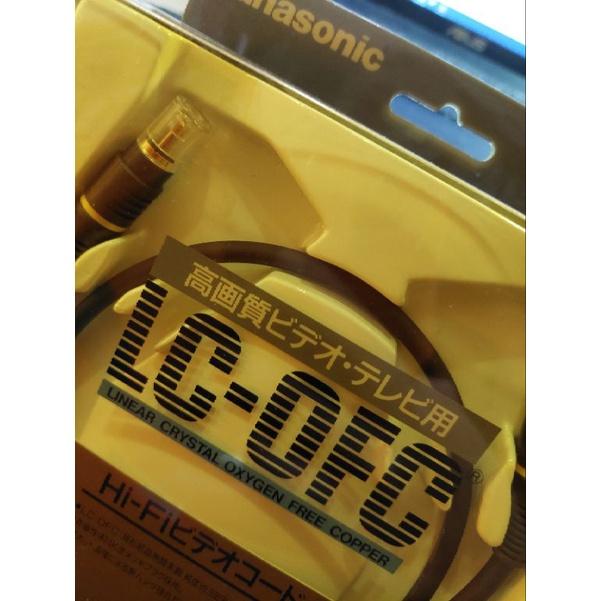 Panasonic
高画質ビデオ・テレビ用
LC-OFC®
LINEAR CRYSTAL OXYGEN FREE COPPER
Hi-Fiビデオコード